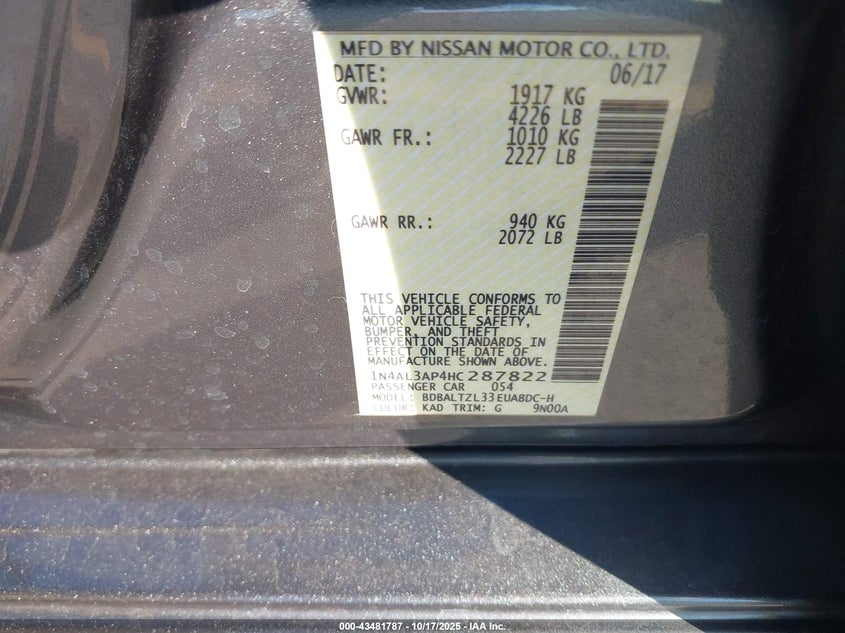 MFD BY NISSAN MOTOR CO., LTD.
DATE: 06/17
GVWR: 1917 KG
4226 LB
GAWR FR.: 1010 KG
2227 LB
GAWR RR.: 940 KG
2072 LB
THIS VEHICLE CONFORMS TO
ALL APPLICABLE FEDERAL
MOTOR VEHICLE SAFETY,
BUMPER, AND THEFT
PREVENTION STANDARDS IN
EFFECT ON THE DATE OF
MANUFACTURE SHOWN ABOVE.
1N4AL3AP4HC287822
PASSENGER CAR 054
MODEL: BDBALTZL33EUABDC-H
COLOR: KAD TRIM: G 9N00A
000-43481787 - 10/17/2025 - IAA Inc.